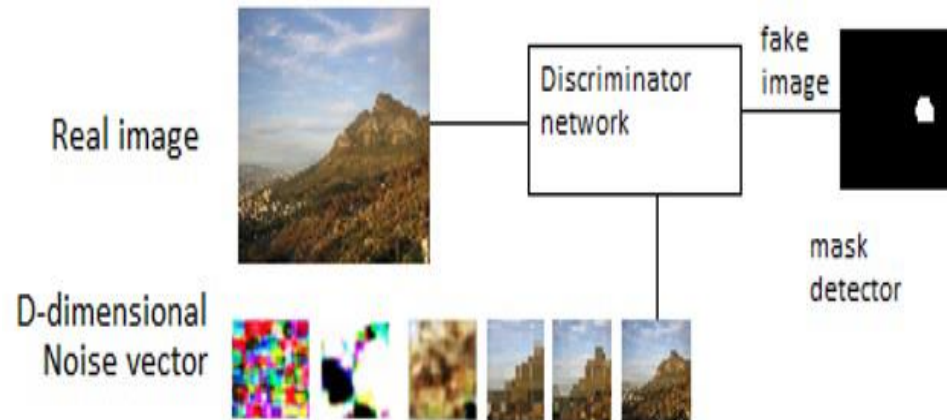 Real image
Discriminator
network
fake
image
mask
detector
D-dimensional
Noise vector